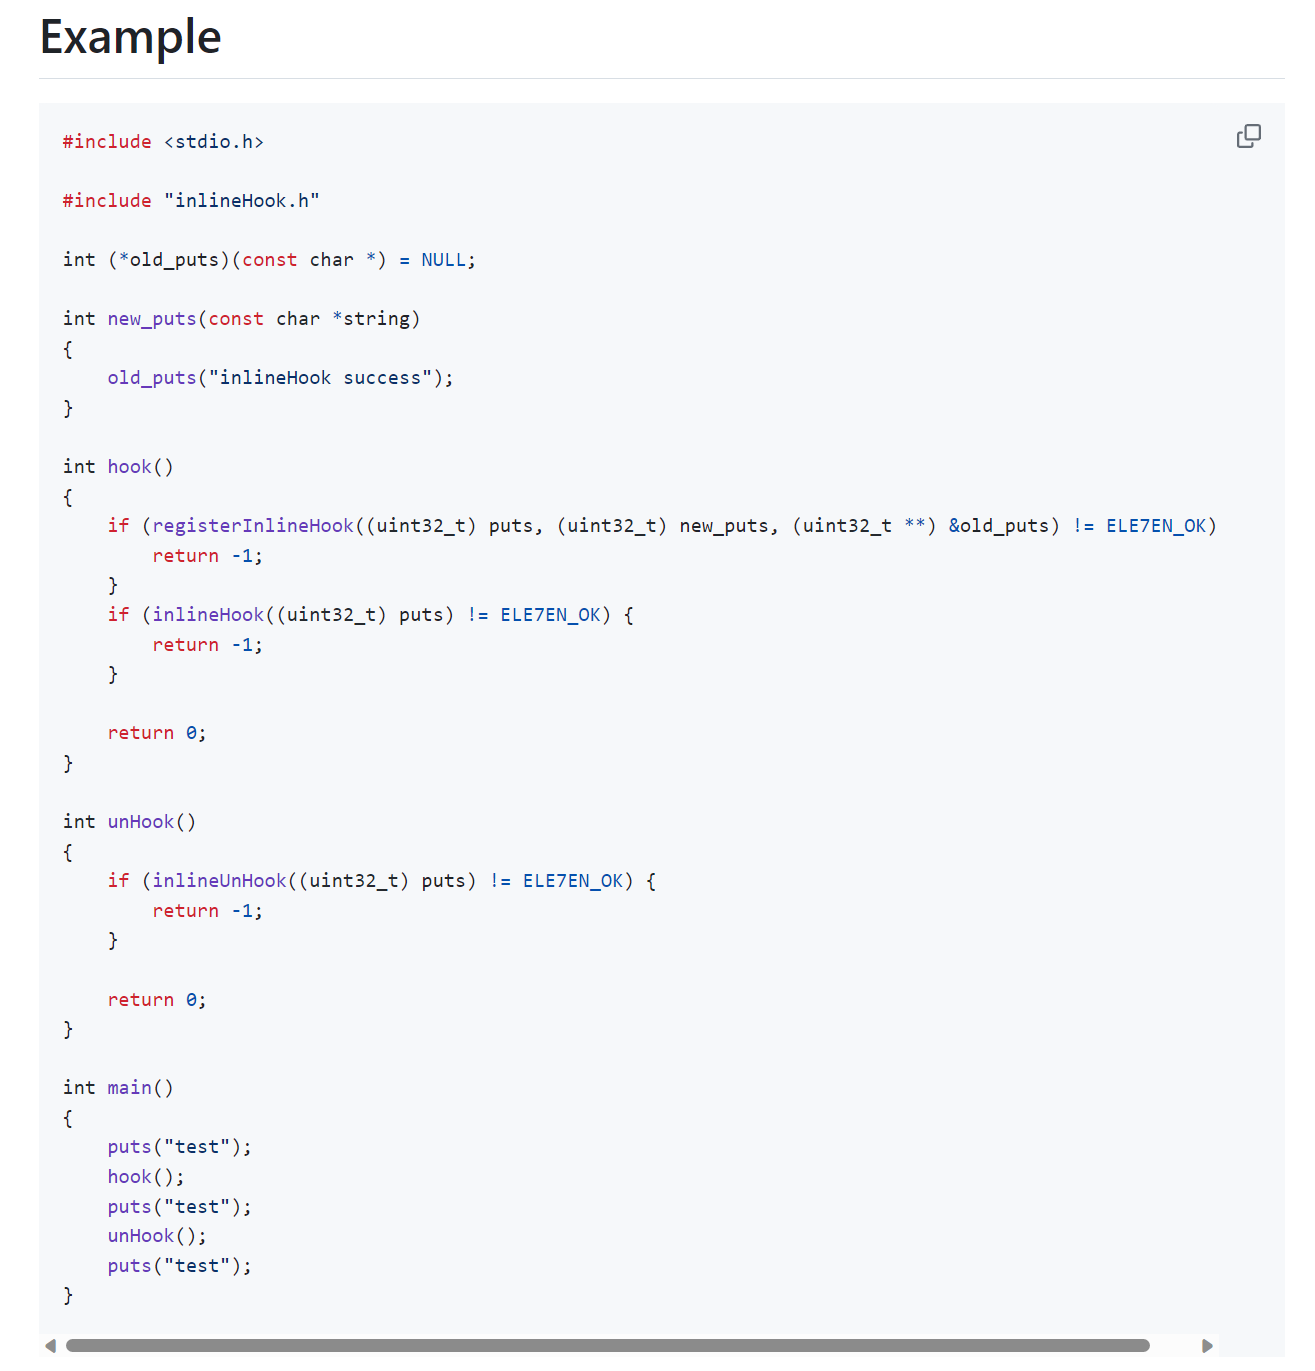 Example
#include <stdio.h>
#include "inlineHook.h"
int (*old_puts)(const char *) = NULL;
int new_puts(const char *string)
{
    old_puts("inlineHook success");
}
int hook()
{
    if (registerInlineHook((uint32_t) puts, (uint32_t) new_puts, (uint32_t **) &old_puts) != ELE7EN_OK)
        return -1;
    }
    if (inlineHook((uint32_t) puts) != ELE7EN_OK) {
        return -1;
    }
    return 0;
}
int unHook()
{
    if (inlineUnHook((uint32_t) puts) != ELE7EN_OK) {
        return -1;
    }
    return 0;
}
int main()
{
    puts("test");
    hook();
    puts("test");
    unHook();
    puts("test");
}